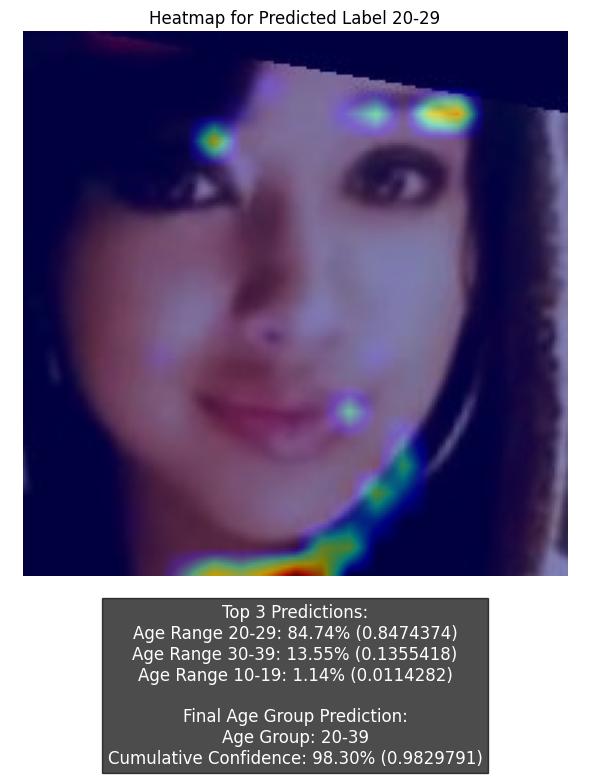 Heatmap for Predicted Label 20-29
Top 3 Predictions:
Age Range 20-29: 84.74% (0.8474374)
Age Range 30-39: 13.55% (0.1355418)
Age Range 10-19: 1.14% (0.0114282)
Final Age Group Prediction:
Age Group: 20-39
Cumulative Confidence: 98.30% (0.9829791)